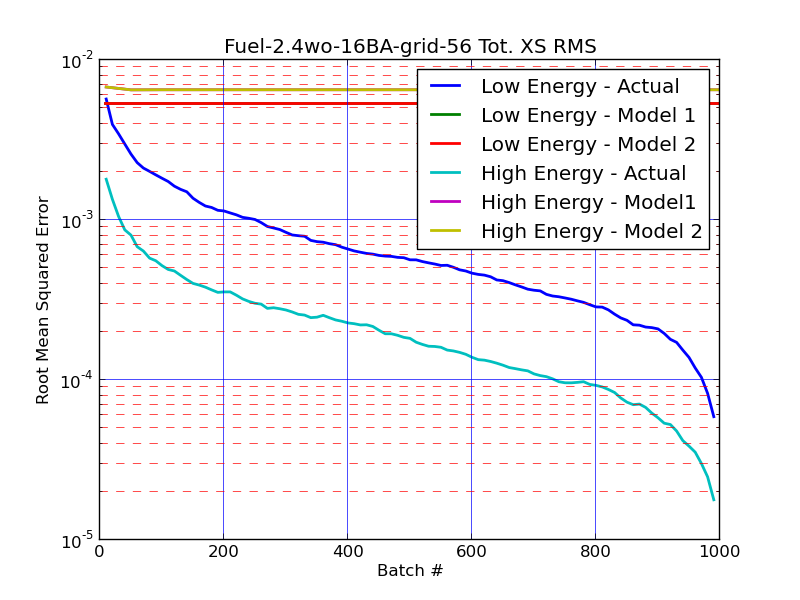 Fuel-2.4wo-16BA-grid-56 Tot. XS RMS
10^-2
10^-3
10^-4
10^-5
Root Mean Squared Error
Low Energy - Actual
Low Energy - Model 1
Low Energy - Model 2
High Energy - Actual
High Energy - Model1
High Energy - Model 2
0 200 400 600 800 1000
Batch #